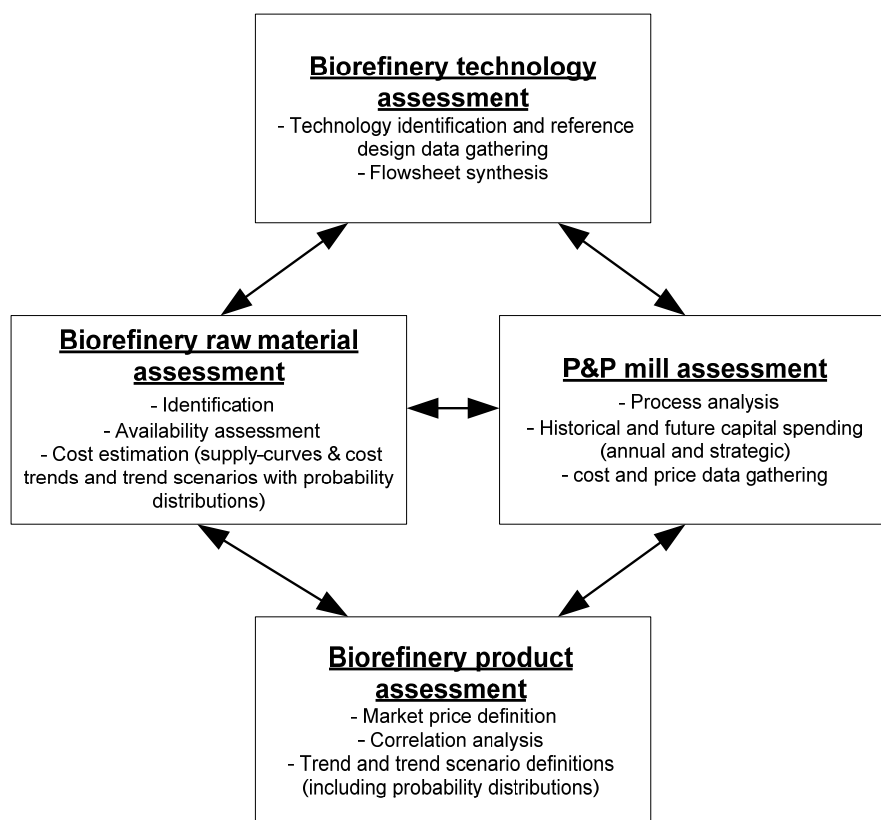 Biorefinery technology
assessment
- Technology identification and reference
design data gathering
- Flowsheet synthesis
Biorefinery raw material
assessment
- Identification
- Availability assessment
- Cost estimation (supply-curves & cost
trends and trend scenarios with probability
distributions)
P&P mill assessment
- Process analysis
- Historical and future capital spending
(annual and strategic)
- cost and price data gathering
Biorefinery product
assessment
- Market price definition
- Correlation analysis
- Trend and trend scenario definitions
(including probability distributions)